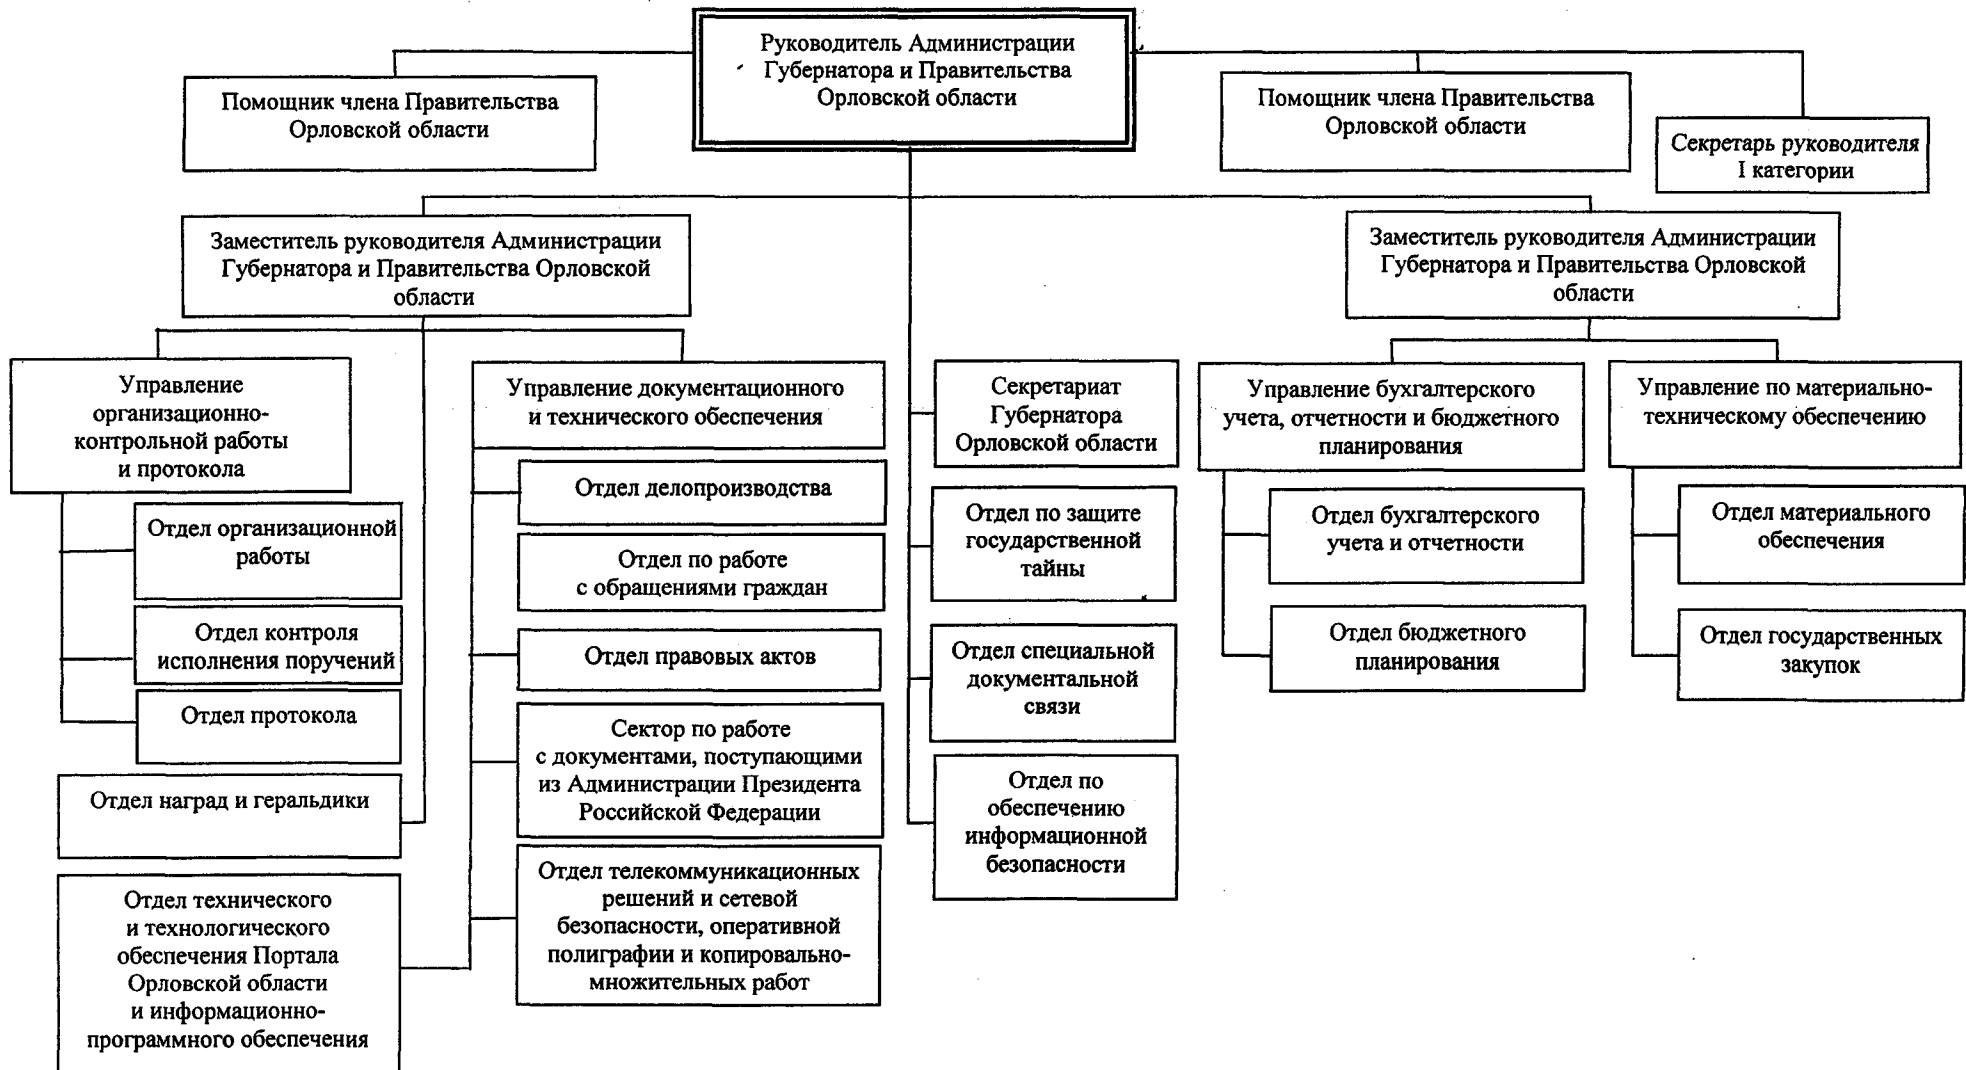 Руководитель Администрации
Губернатора и Правительства
Орловской области
Помощник члена Правительства
Орловской области
Помощник члена Правительства
Орловской области
Секретарь руководителя
I категории
Заместитель руководителя Администрации
Губернатора и Правительства Орловской
области
Заместитель руководителя Администрации
Губернатора и Правительства Орловской
области
Управление
организационно-
контрольной работы
и протокола
Отдел организационной
работы
Отдел контроля
исполнения поручений
Отдел протокола
Отдел наград и геральдики
Управление документационного
и технического обеспечения
Отдел делопроизводства
Отдел по работе
с обращениями граждан
Отдел правовых актов
Сектор по работе
с документами, поступающими
из Администрации Президента
Российской Федерации
Отдел телекоммуникационных
решений и сетевой
безопасности, оперативной
полиграфии и копировально-
множительных работ
Отдел технического
и технологического
обеспечения Портала
Орловской области
и информационно-
программного обеспечения
Секретариат
Губернатора
Орловской области
Отдел по защите
государственной
тайны
Отдел специальной
документальной
связи
Отдел по
обеспечению
информационной
безопасности
Управление бухгалтерского
учета, отчетности и бюджетного
планирования
Отдел бухгалтерского
учета и отчетности
Отдел бюджетного
планирования
Управление по материально-
техническому обеспечению
Отдел материального
обеспечения
Отдел государственных
закупок